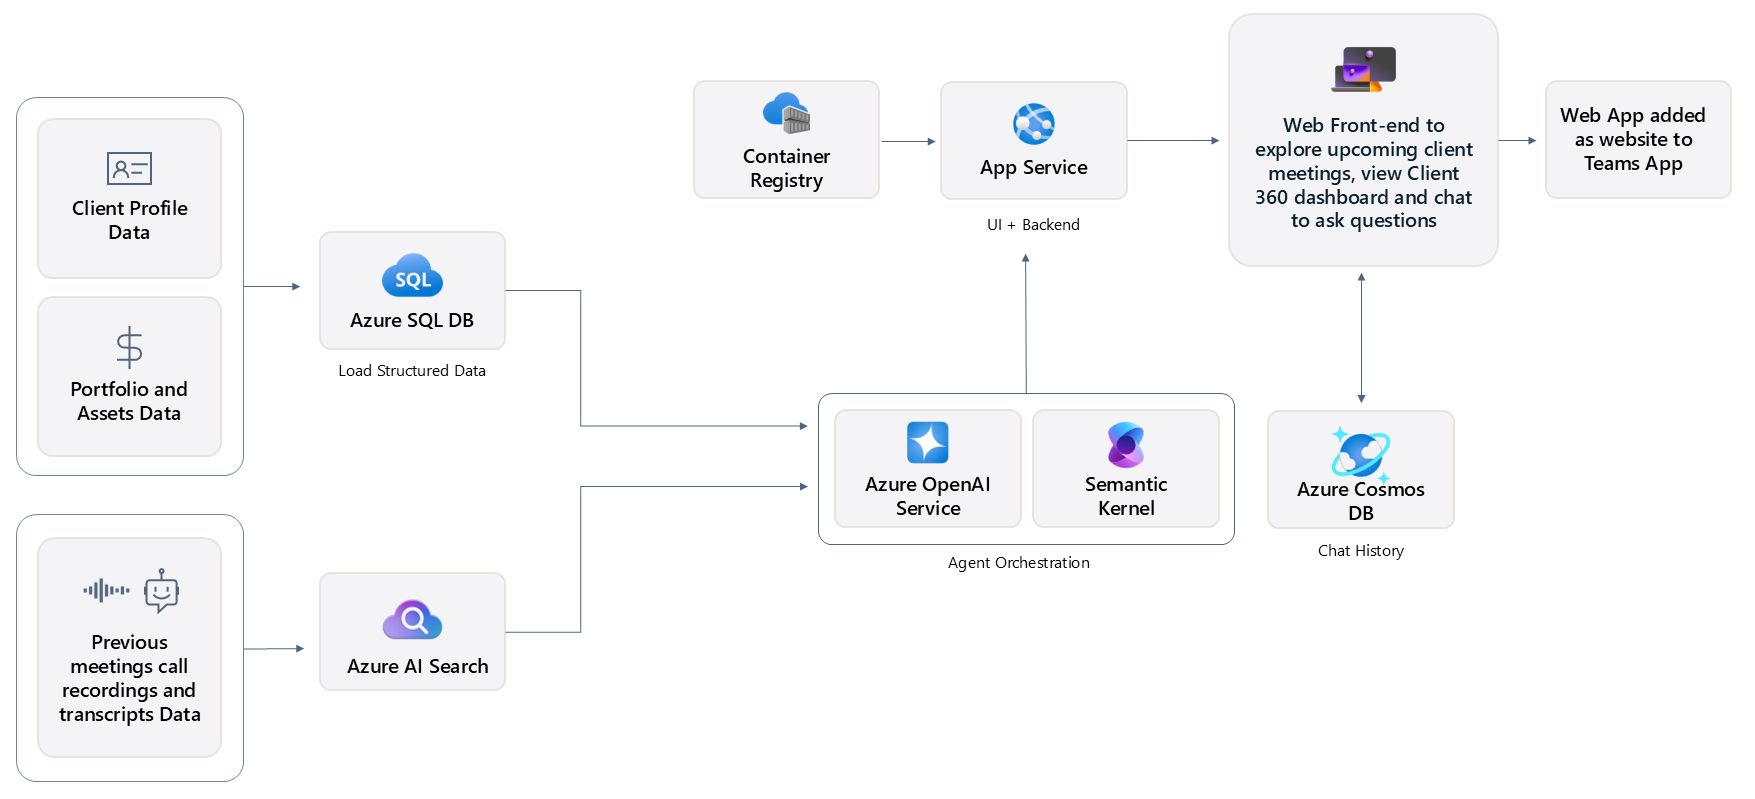 Client Profile
Data
Portfolio and
Assets Data
Previous
meetings call
recordings and
transcripts Data
SQL
Azure SQL DB
Load Structured Data
Azure AI Search
Container
Registry
App Service
UI + Backend
Azure OpenAI
Service
Semantic
Kernel
Agent Orchestration
Web Front-end to
explore upcoming client
meetings, view Client
360 dashboard and chat
to ask questions
Azure Cosmos
DB
Chat History
Web App added
as website to
Teams App